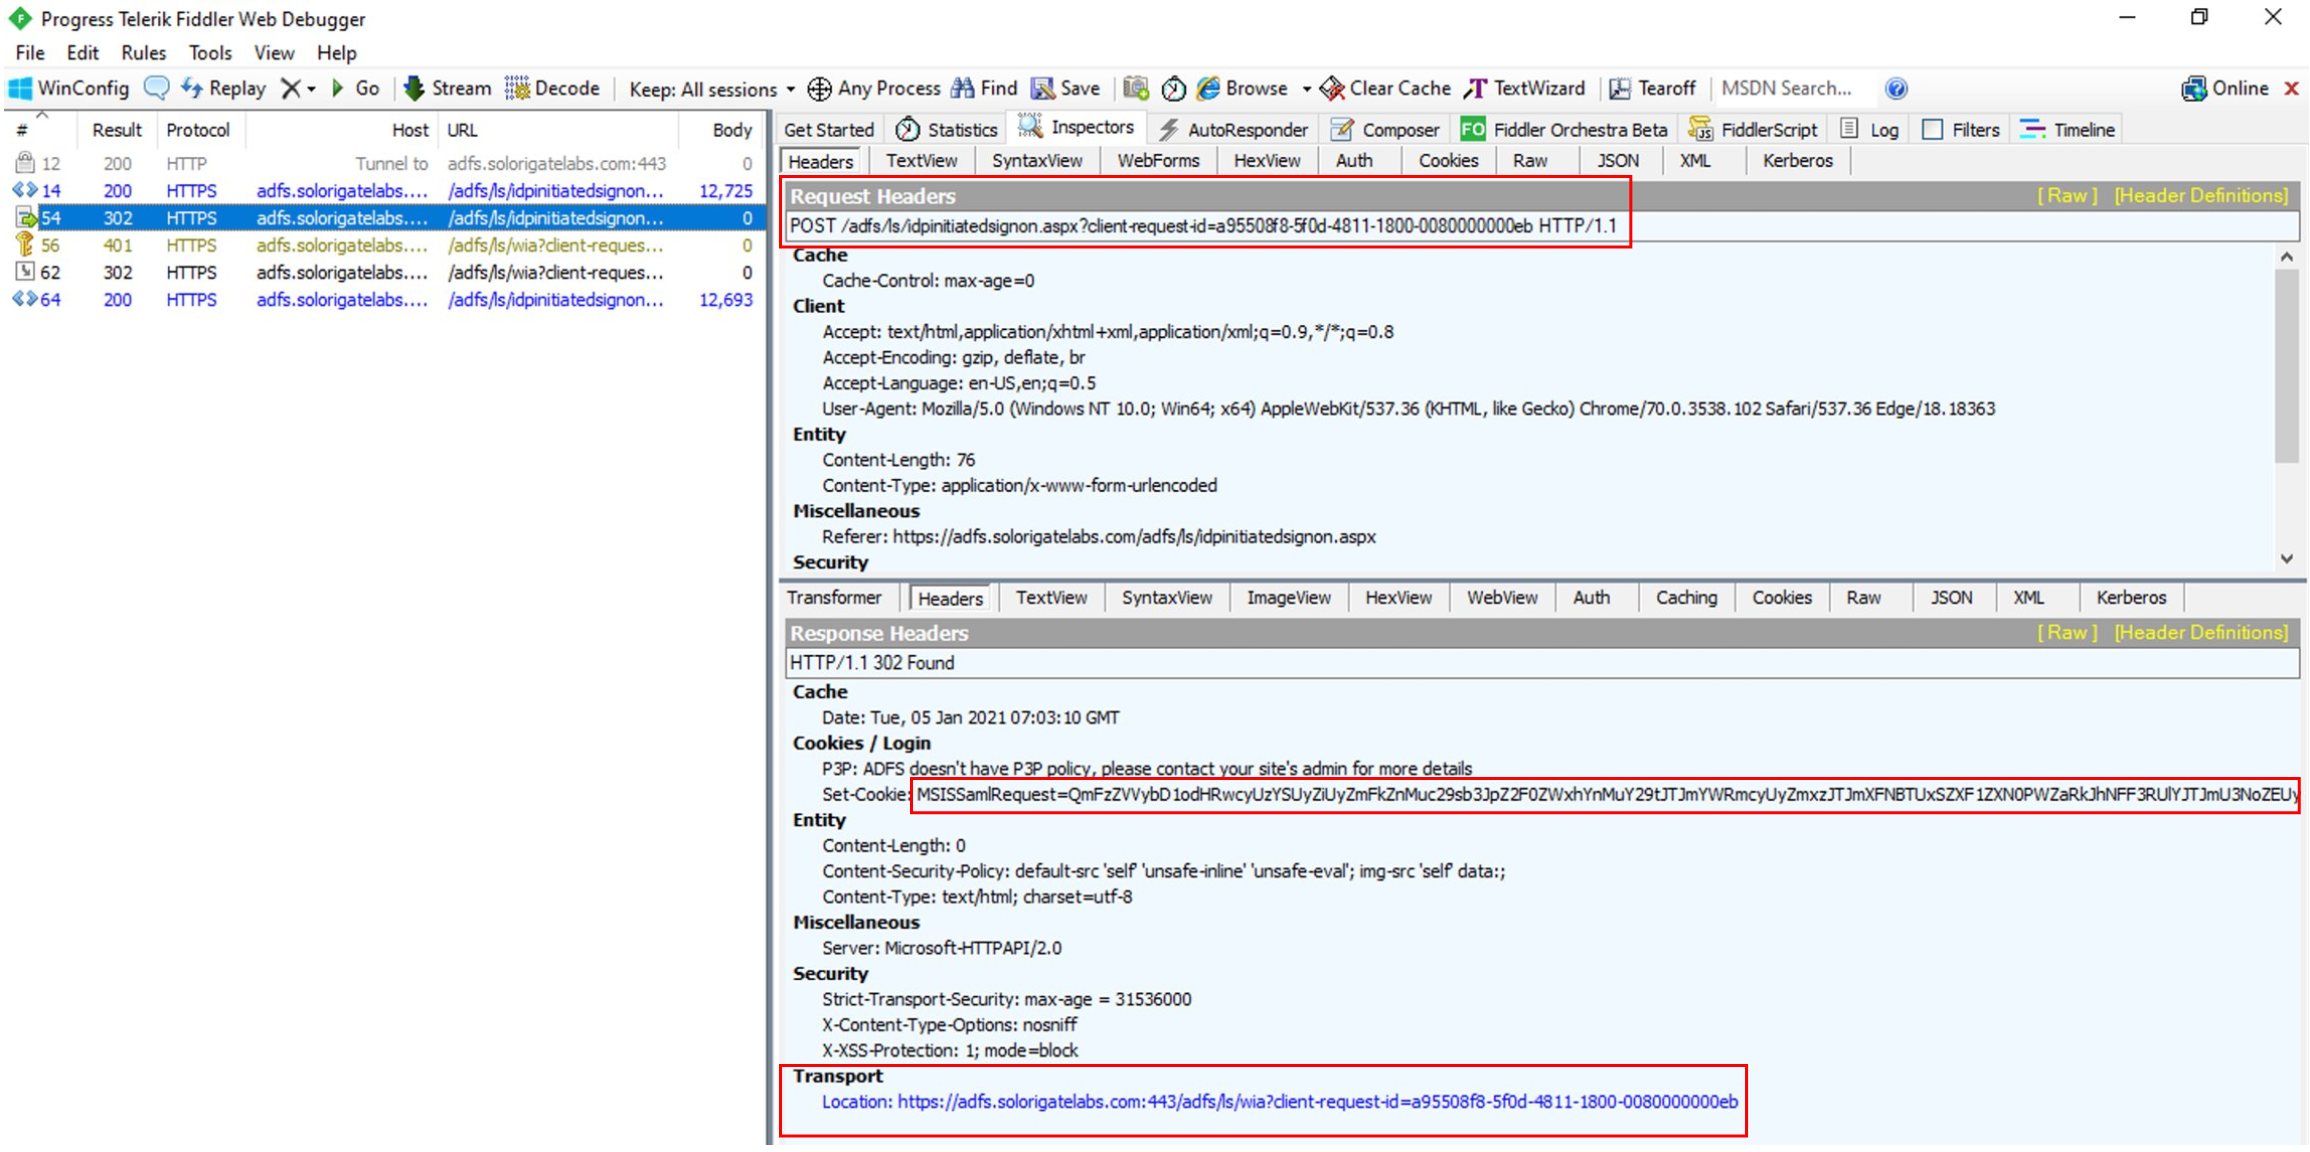 Progress Telerik Fiddler Web Debugger
File Edit Rules Tools View Help
WinConfig Replay Go Stream Decode Keep: All sessions Any Process Find Save Browse Clear Cache TextWizard Tearoff MSDN Search... Online
# Result Protocol Host URL Body
12 200 HTTP Tunnel to adfs.solorigatelabs.com:443 0
14 200 HTTPS adfs.solorigatelabs.... /adfs/ls/idpinitiatedsignon... 12,725
54 302 HTTPS adfs.solorigatelabs.... /adfs/ls/idpinitiatedsignon... 0
56 401 HTTPS adfs.solorigatelabs.... /adfs/ls/wia?client-reques... 0
62 302 HTTPS adfs.solorigatelabs.... /adfs/ls/wia?client-reques... 0
64 200 HTTPS adfs.solorigatelabs.... /adfs/ls/idpinitiatedsignon... 12,693
Get Started Statistics Inspectors AutoResponder Composer FO Fiddler Orchestra Beta FiddlerScript Log Filters Timeline
Headers TextView SyntaxView WebForms HexView Auth Cookies Raw JSON XML Kerberos
Request Headers [ Raw ] [Header Definitions]
POST /adfs/ls/idpinitiatedsignon.aspx?client-request-id=a95508f8-5f0d-4811-1800-0080000000eb HTTP/1.1
Cache
Cache-Control: max-age=0
Client
Accept: text/html,application/xhtml+xml,application/xml;q=0.9,*/*;q=0.8
Accept-Encoding: gzip, deflate, br
Accept-Language: en-US,en;q=0.5
User-Agent: Mozilla/5.0 (Windows NT 10.0; Win64; x64) AppleWebKit/537.36 (KHTML, like Gecko) Chrome/70.0.3538.102 Safari/537.36 Edge/18.18363
Entity
Content-Length: 76
Content-Type: application/x-www-form-urlencoded
Miscellaneous
Referer: https://adfs.solorigatelabs.com/adfs/ls/idpinitiatedsignon.aspx
Security
Transformer Headers TextView SyntaxView ImageView HexView WebView Auth Caching Cookies Raw JSON XML Kerberos
Response Headers [ Raw ] [Header Definitions]
HTTP/1.1 302 Found
Cache
Date: Tue, 05 Jan 2021 07:03:10 GMT
Cookies / Login
P3P: ADFS doesn't have P3P policy, please contact your site's admin for more details
Set-Cookie: MSISSamlRequest=QmFzZVVybD1odHRwcyUzYSUyZiUyZmFkZnMuc29sb3JpZ2F0ZWxhYnMuY29tJTJmYWRmcyUyZmxzJTJmXFNBTUxSZXF1ZXN0PWZaRkJhNFF3RUlYJTJmU3NoZEUy
Entity
Content-Length: 0
Content-Security-Policy: default-src 'self' 'unsafe-inline' 'unsafe-eval'; img-src 'self' data:;
Content-Type: text/html; charset=utf-8
Miscellaneous
Server: Microsoft-HTTPAPI/2.0
Security
Strict-Transport-Security: max-age = 31536000
X-Content-Type-Options: nosniff
X-XSS-Protection: 1; mode=block
Transport
Location: https://adfs.solorigatelabs.com:443/adfs/ls/wia?client-request-id=a95508f8-5f0d-4811-1800-0080000000eb